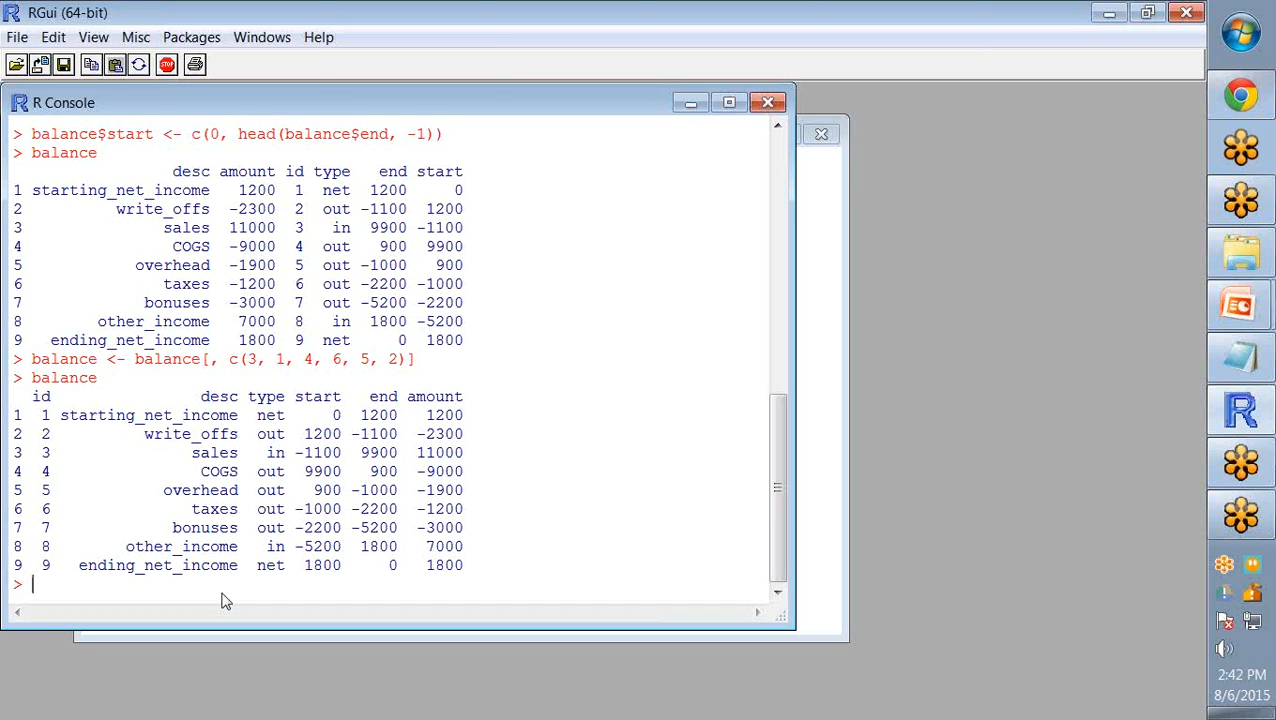 RGui (64-bit)
File Edit View Misc Packages Windows Help
STOP
R Console
> balance$start <- c(0, head(balance$end, -1))
> balance
desc amount id type end start
1 starting_net_income 1200 1 net 1200 0
2 write_offs -2300 2 out -1100 1200
3 sales 11000 3 in 9900 -1100
4 COGS -9000 4 out 900 9900
5 overhead -1900 5 out -1000 900
6 taxes -1200 6 out -2200 -1000
7 bonuses -3000 7 out -5200 -2200
8 other_income 7000 8 in 1800 -5200
9 ending_net_income 1800 9 net 0 1800
> balance <- balance[, c(3, 1, 4, 6, 5, 2)]
> balance
id desc type start end amount
1 1 starting_net_income net 0 1200 1200
2 2 write_offs out 1200 -1100 -2300
3 3 sales in -1100 9900 11000
4 4 COGS out 9900 900 -9000
5 5 overhead out 900 -1000 -1900
6 6 taxes out -1000 -2200 -1200
7 7 bonuses out -2200 -5200 -3000
8 8 other_income in -5200 1800 7000
9 9 ending_net_income net 1800 0 1800
>
2:42 PM
8/6/2015